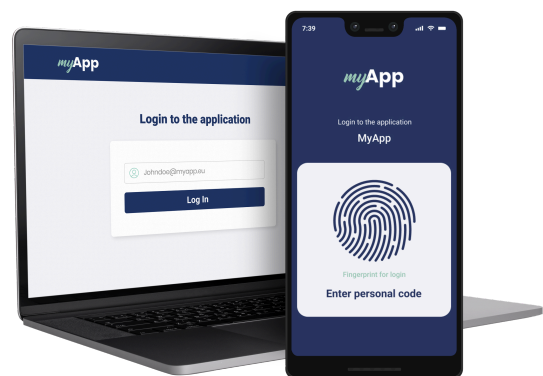 myApp
Login to the application
Johndoe@myapp.eu
Log In
7:39
myApp
Login to the application
MyApp
Fingerprint for login
Enter personal code